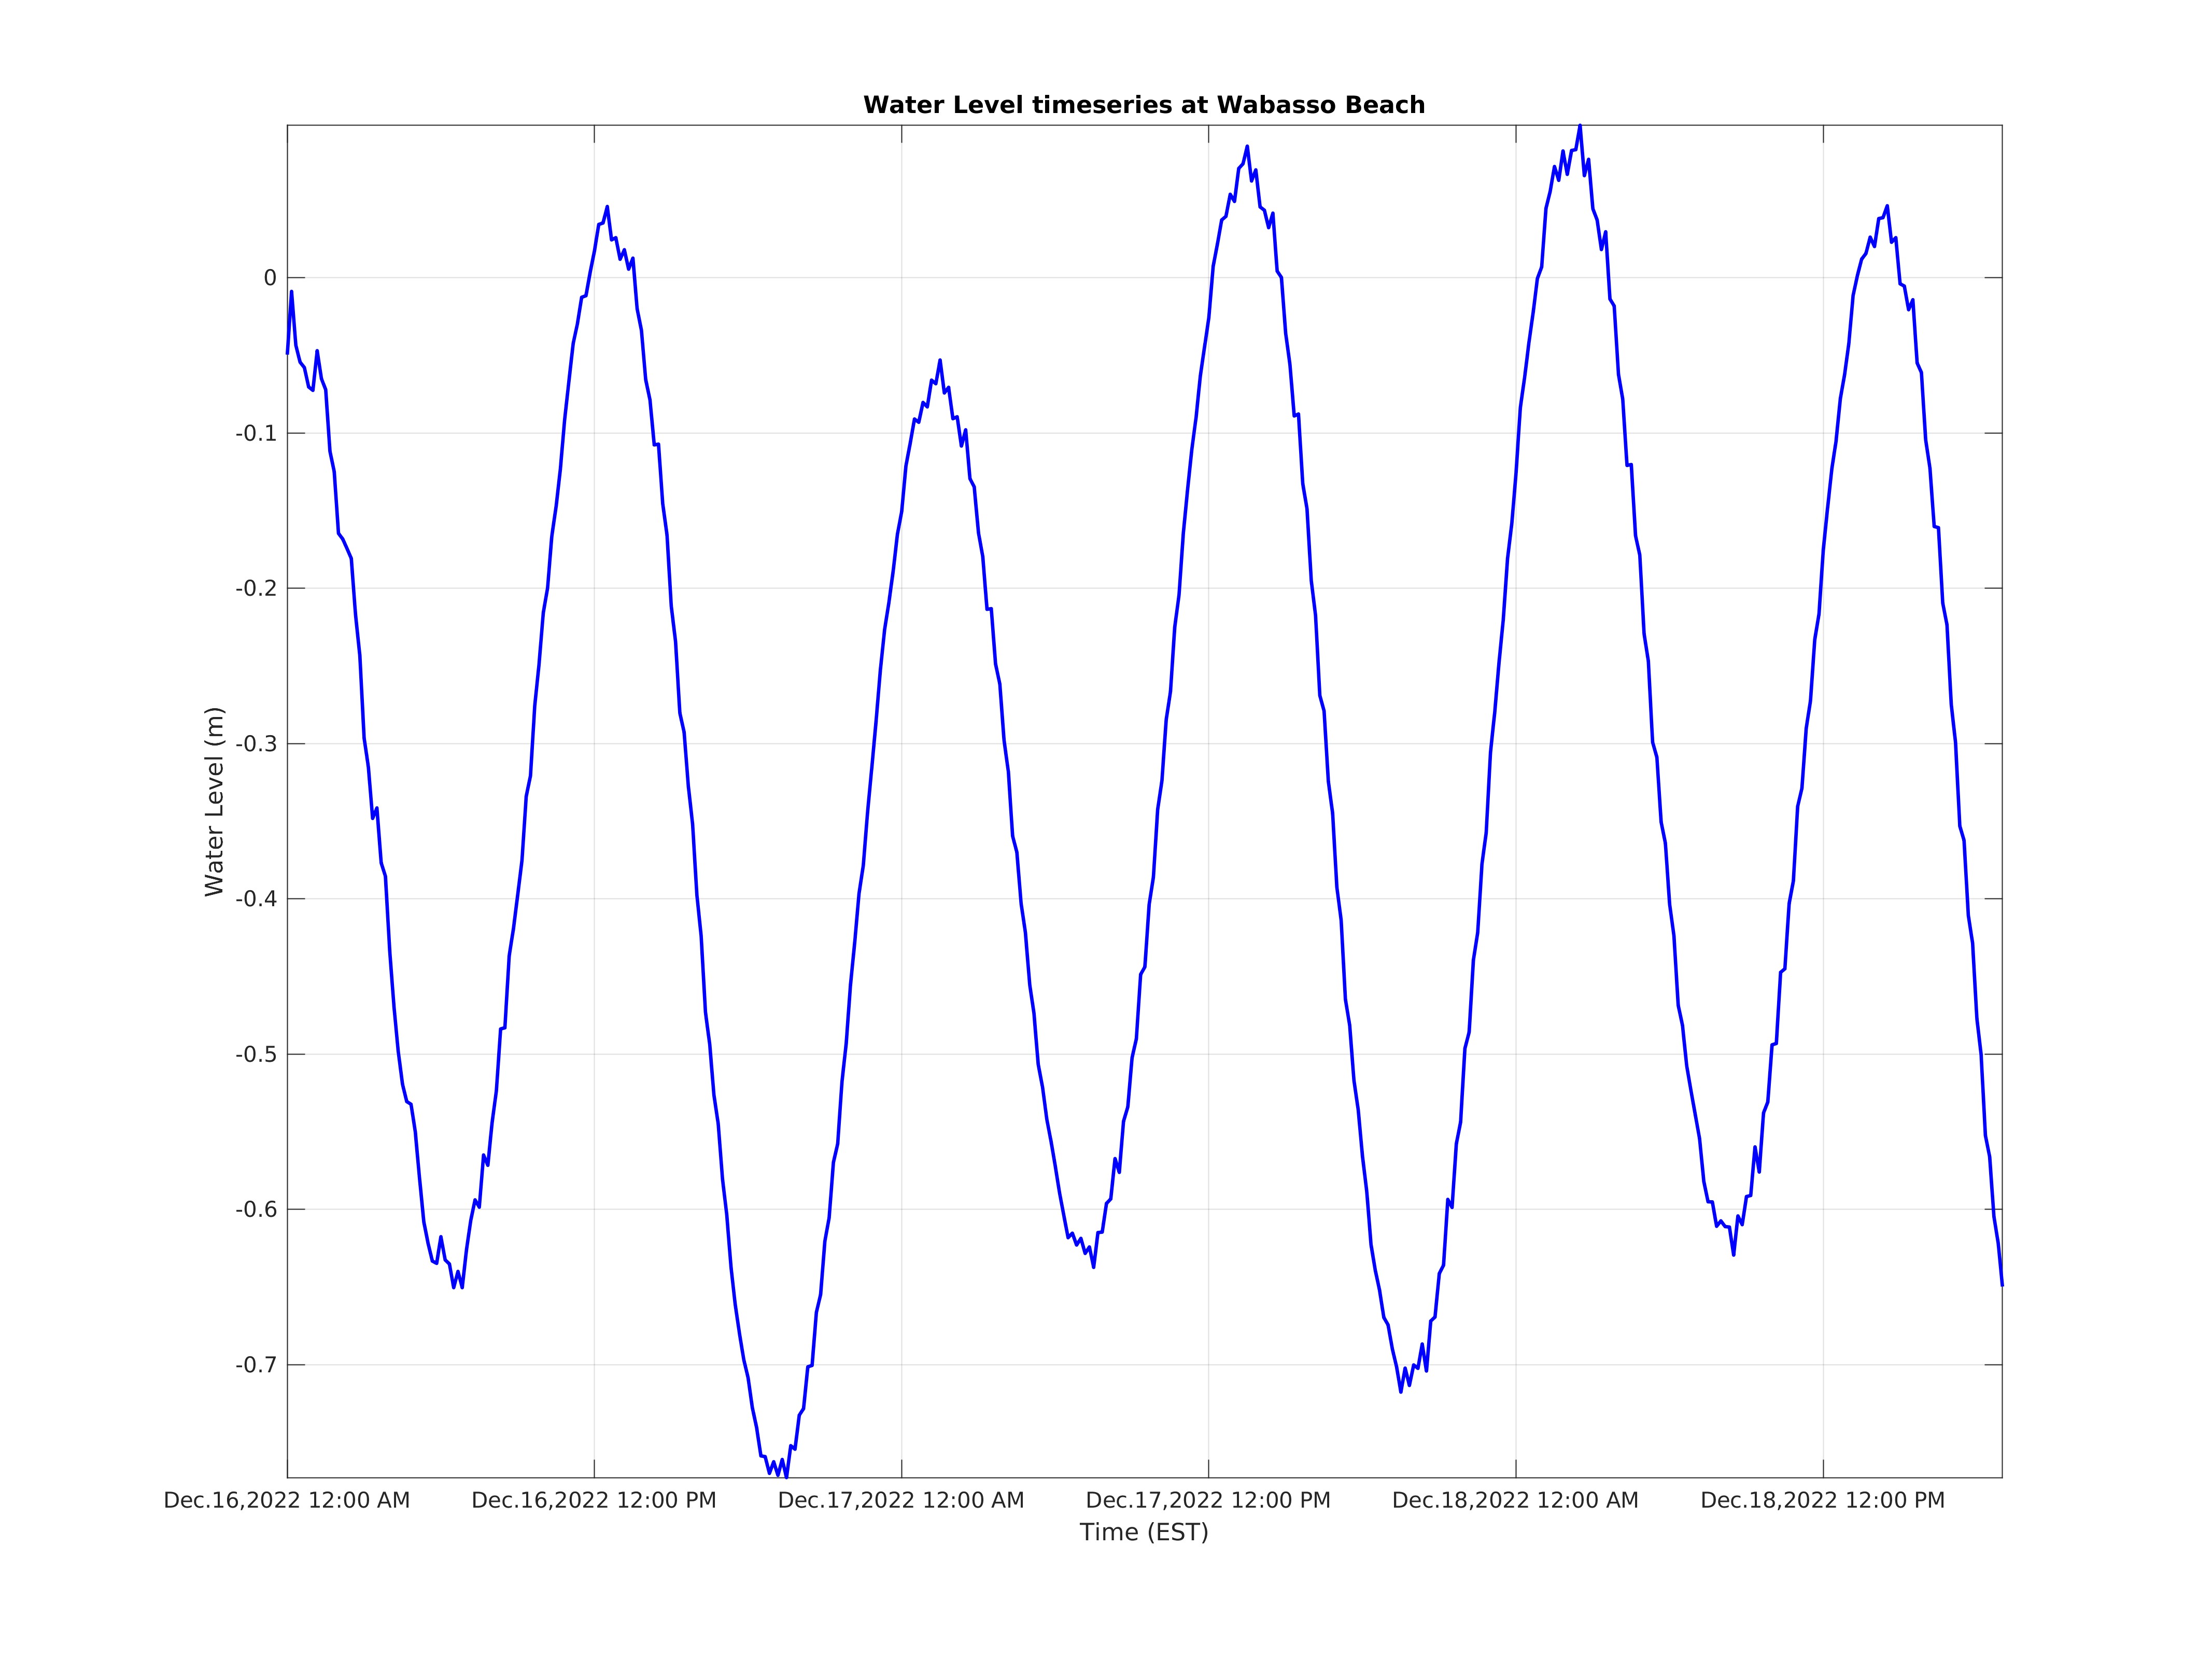 Water Level timeseries at Wabasso Beach
0
-0.1
-0.2
-0.3
-0.4
-0.5
-0.6
-0.7
Water Level (m)
Dec.16,2022 12:00 AM
Dec.16,2022 12:00 PM
Dec.17,2022 12:00 AM
Dec.17,2022 12:00 PM
Dec.18,2022 12:00 AM
Dec.18,2022 12:00 PM
Time (EST)